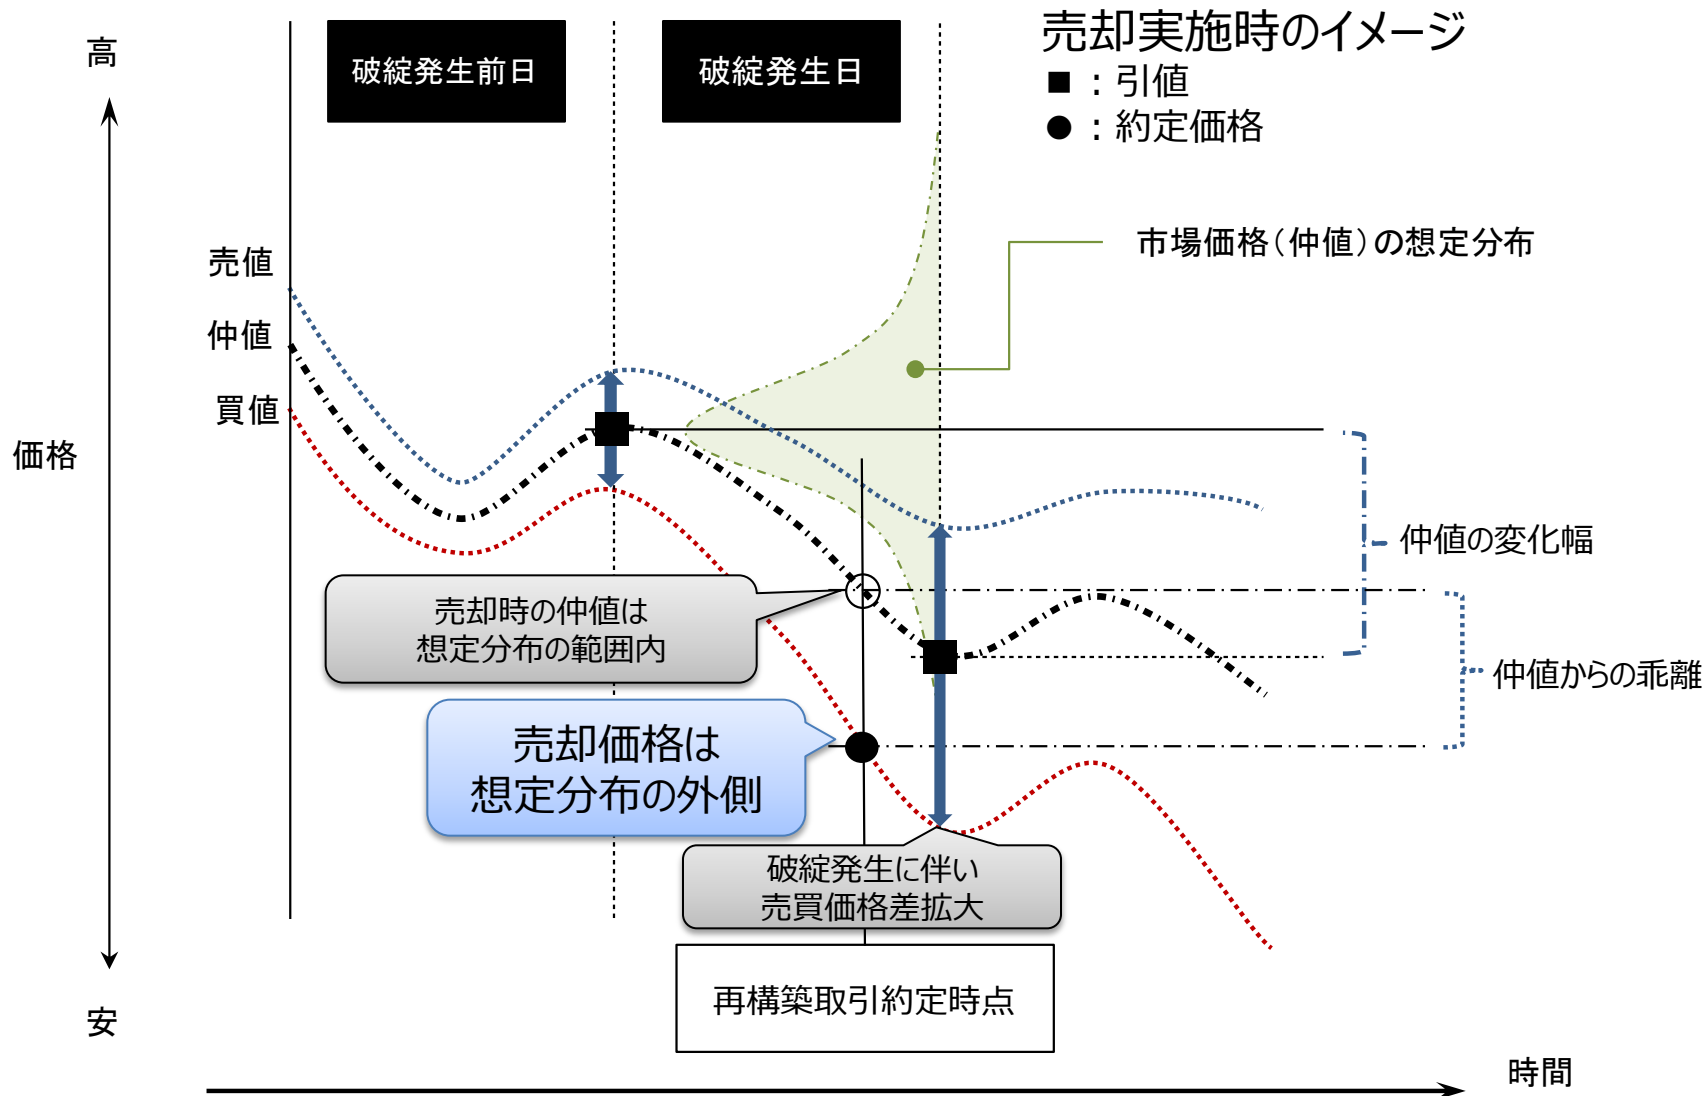 売却実施時のイメージ
■：引値
●：約定価格
高
破綻発生前日
破綻発生日
市場価格（仲値）の想定分布
売値
仲値
買値
価格
仲値の変化幅
売却時の仲値は
想定分布の範囲内
仲値からの乖離
売却価格は
想定分布の外側
破綻発生に伴い
売買価格差拡大
再構築取引約定時点
安
時間